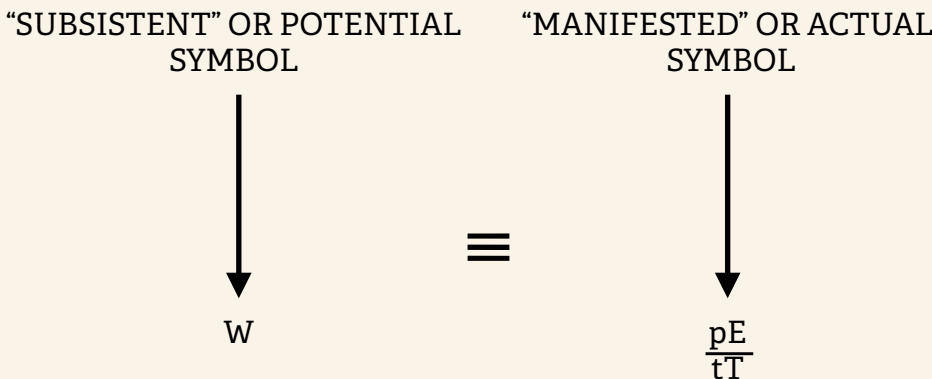 “SUBSISTENT” OR POTENTIAL
SYMBOL
“MANIFESTED” OR ACTUAL
SYMBOL
≡
W
pE
tT